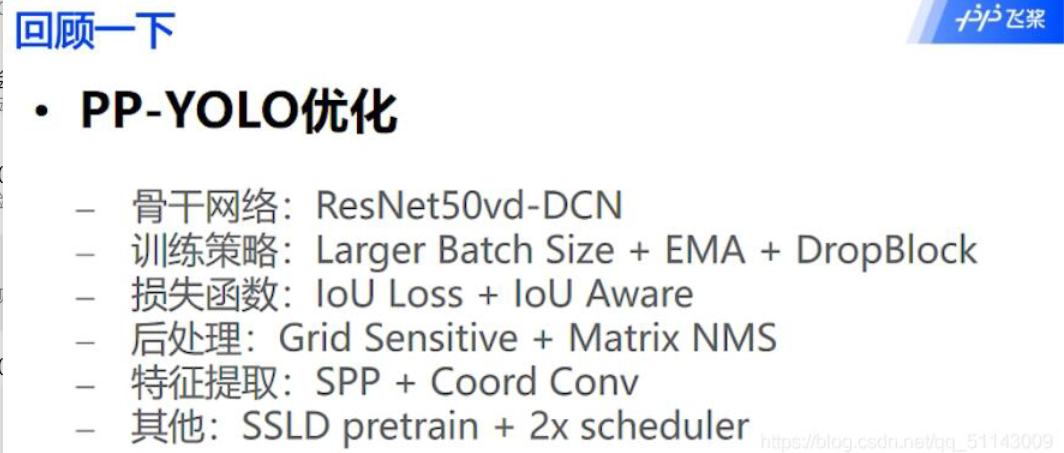 回顾一下
飞桨
• PP-YOLO优化
– 骨干网络：ResNet50vd-DCN
– 训练策略：Larger Batch Size + EMA + DropBlock
– 损失函数：IoU Loss + IoU Aware
– 后处理：Grid Sensitive + Matrix NMS
– 特征提取：SPP + Coord Conv
– 其他：SSLD pretrain + 2x scheduler
https://blog.csdn.net/qq_51143009